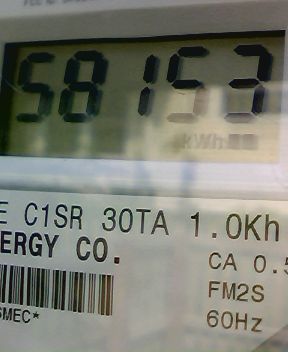 58153
kWh
E C1SR 30TA 1.0Kh
ERGY CO.
CA 0.5
FM2S
SMEC*
60Hz